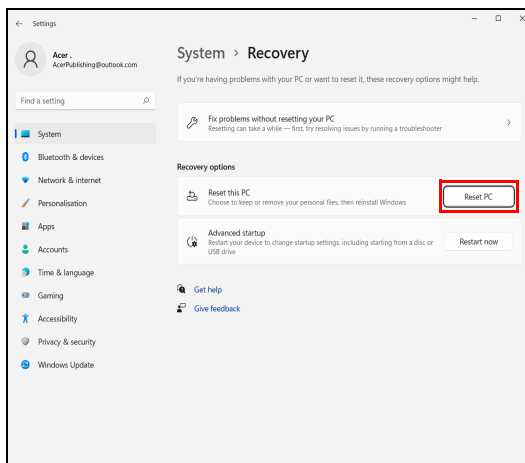 Settings
Acer .
AcerPublishing@outlook.com
Find a setting
System
Bluetooth & devices
Network & internet
Personalisation
Apps
Accounts
Time & language
Gaming
Accessibility
Privacy & security
Windows Update
System > Recovery
If you're having problems with your PC or want to reset it, these recovery options might help.
Fix problems without resetting your PC
Resetting can take a while — first, try resolving issues by running a troubleshooter
Recovery options
Reset this PC
Choose to keep or remove your personal files, then reinstall Windows
Reset PC
Advanced startup
Restart your device to change startup settings, including starting from a disc or
USB drive
Restart now
Get help
Give feedback